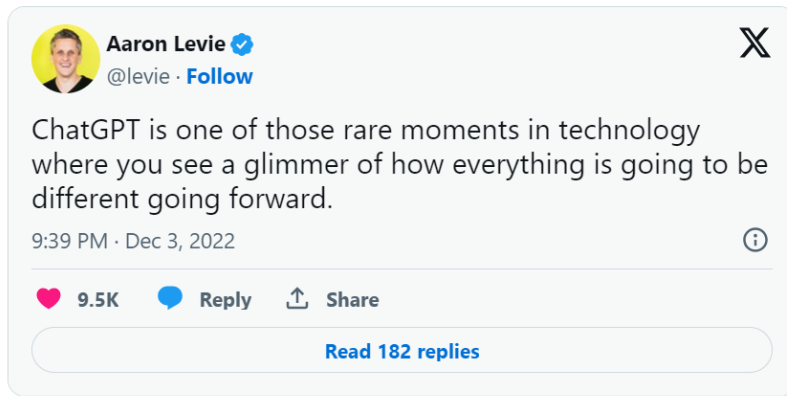 Aaron Levie
@levie · Follow
ChatGPT is one of those rare moments in technology
where you see a glimmer of how everything is going to be
different going forward.
9:39 PM · Dec 3, 2022
9.5K Reply Share
Read 182 replies